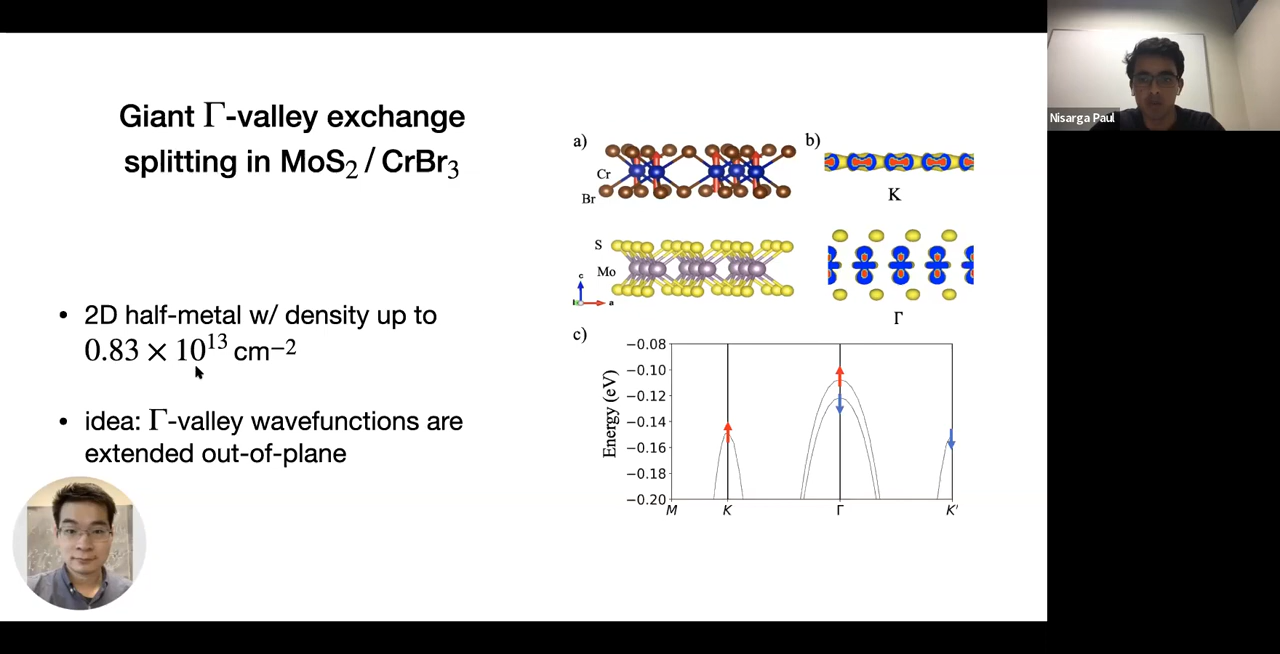 Giant Γ-valley exchange
splitting in MoS₂ / CrBr₃
• 2D half-metal w/ density up to
0.83 × 10¹³ cm⁻²
• idea: Γ-valley wavefunctions are
extended out-of-plane
a)
Cr
Br
S
Mo
c
b
a
b)
K
Γ
c)
Energy (eV)
−0.08
−0.10
−0.12
−0.14
−0.16
−0.18
−0.20
M
K
Γ
K′
Nisarga Paul